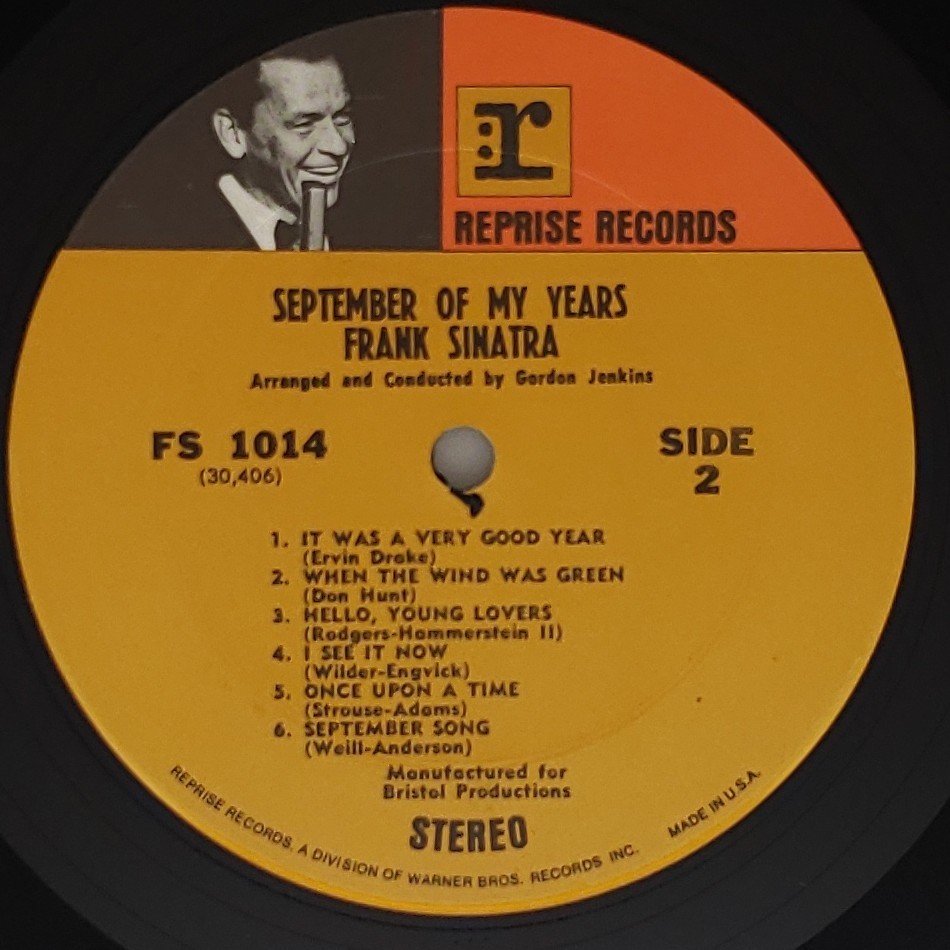 :r
REPRISE RECORDS
SEPTEMBER OF MY YEARS
FRANK SINATRA
Arranged and Conducted by Gordon Jenkins
FS 1014
(30,406)
SIDE
2
1. IT WAS A VERY GOOD YEAR
(Ervin Drake)
2. WHEN THE WIND WAS GREEN
(Don Hunt)
3. HELLO, YOUNG LOVERS
(Rodgers-Hammerstein II)
4. I SEE IT NOW
(Wilder-Engvick)
5. ONCE UPON A TIME
(Strouse-Adams)
6. SEPTEMBER SONG
(Weill-Anderson)
Manufactured for
Bristol Productions
STEREO
REPRISE RECORDS, A DIVISION OF WARNER BROS. RECORDS INC.
MADE IN U.S.A.